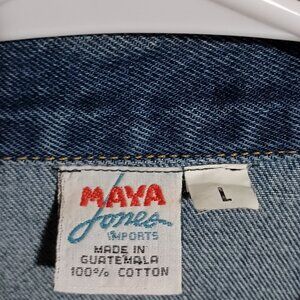 MAYA
Jones
IMPORTS
MADE IN
GUATEMALA
100% COTTON
L